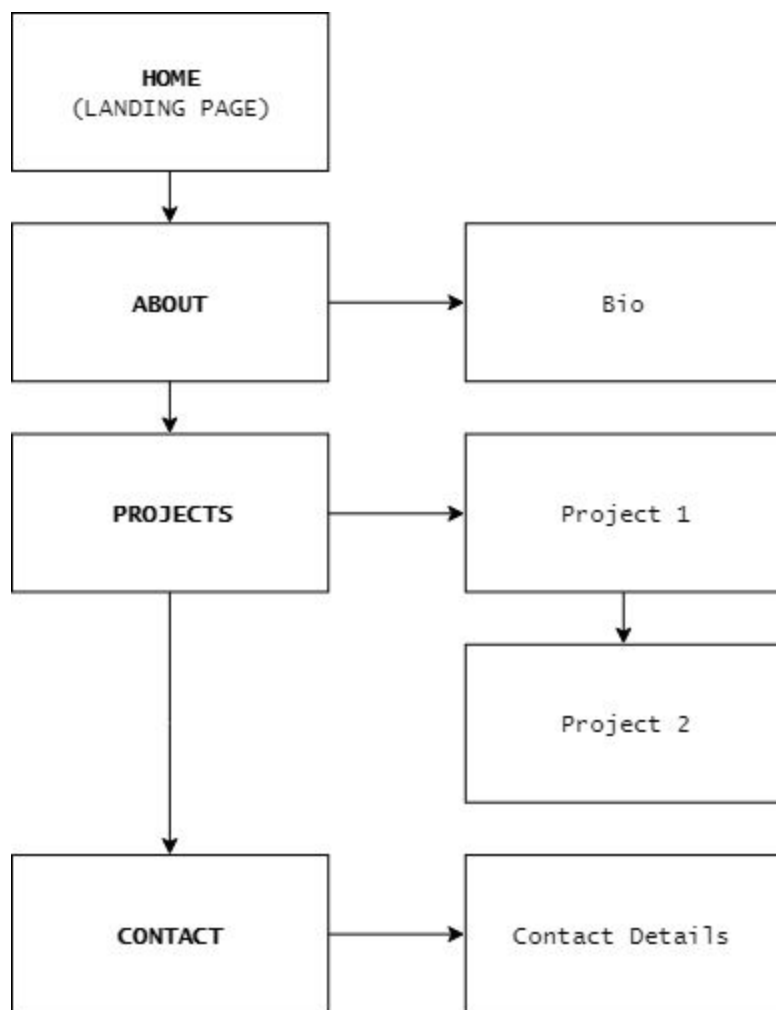 HOME
(LANDING PAGE)
ABOUT
Bio
PROJECTS
Project 1
Project 2
CONTACT
Contact Details